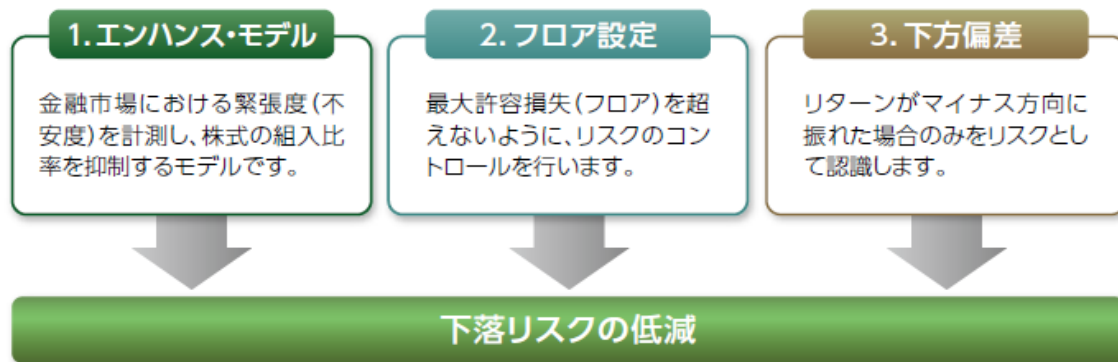 1.エンハンス・モデル
金融市場における緊張度(不
安度)を計測し、株式の組入比
率を抑制するモデルです。
2.フロア設定
最大許容損失(フロア)を超
えないように、リスクのコン
トロールを行います。
3.下方偏差
リターンがマイナス方向に
振れた場合のみをリスクとし
て認識します。
下落リスクの低減